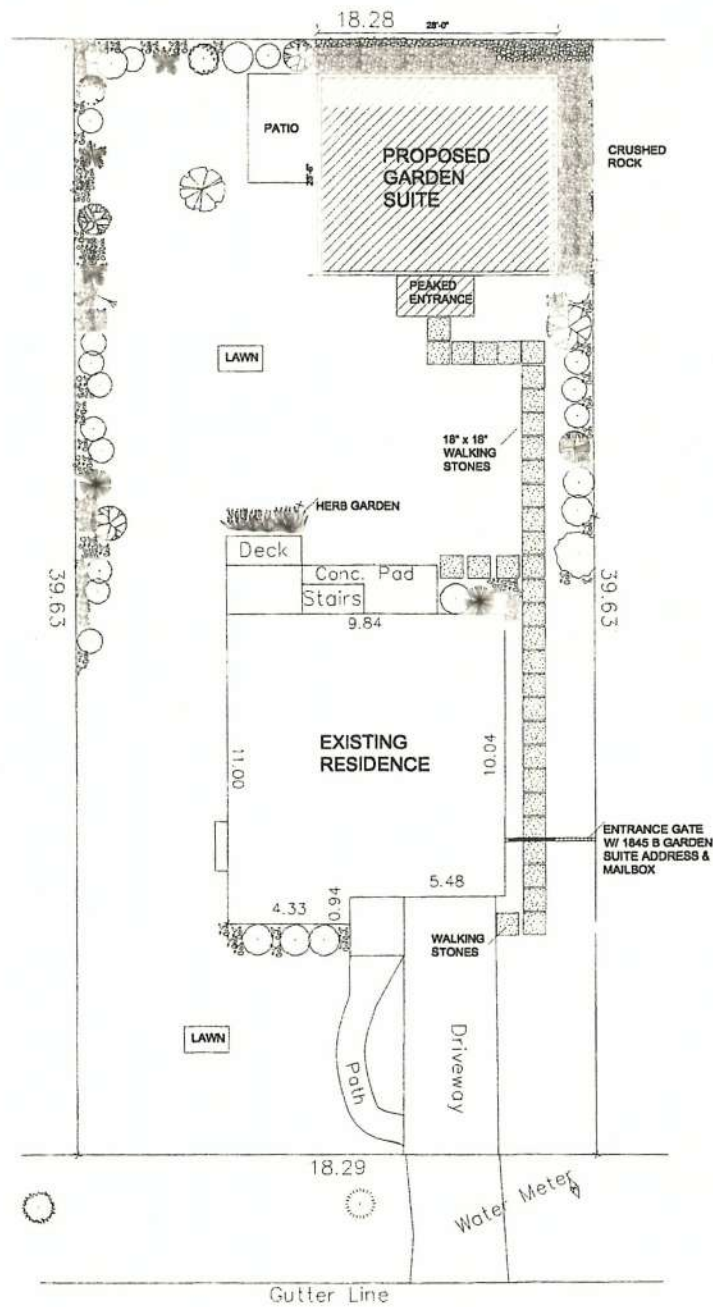 18.28
28'-0"
PATIO
PROPOSED
GARDEN
SUITE
CRUSHED
ROCK
PEAKED
ENTRANCE
LAWN
18" x 18"
WALKING
STONES
HERB GARDEN
Deck
Conc. Pad
Stairs
9.84
39.63
39.63
EXISTING
RESIDENCE
11.00
10.04
ENTRANCE GATE
W/ 1845 B GARDEN
SUITE ADDRESS &
MAILBOX
5.48
4.33
0.94
WALKING
STONES
LAWN
Path
Driveway
18.29
Water Meter
Gutter Line